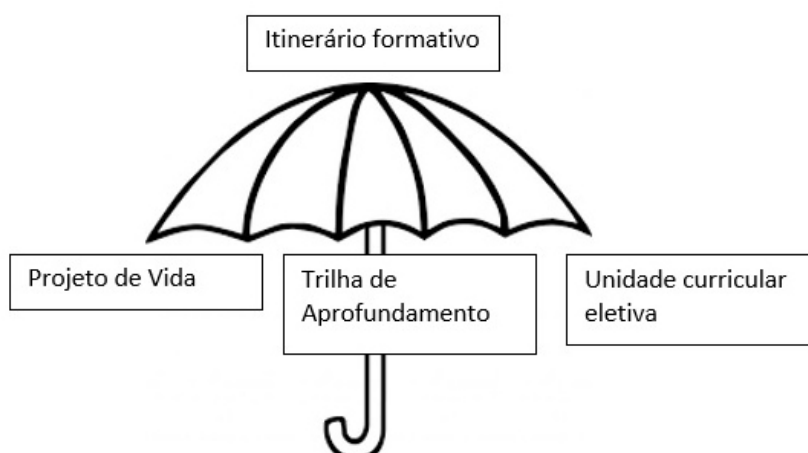 Itinerário formativo
Projeto de Vida
Trilha de
Aprofundamento
Unidade curricular
eletiva